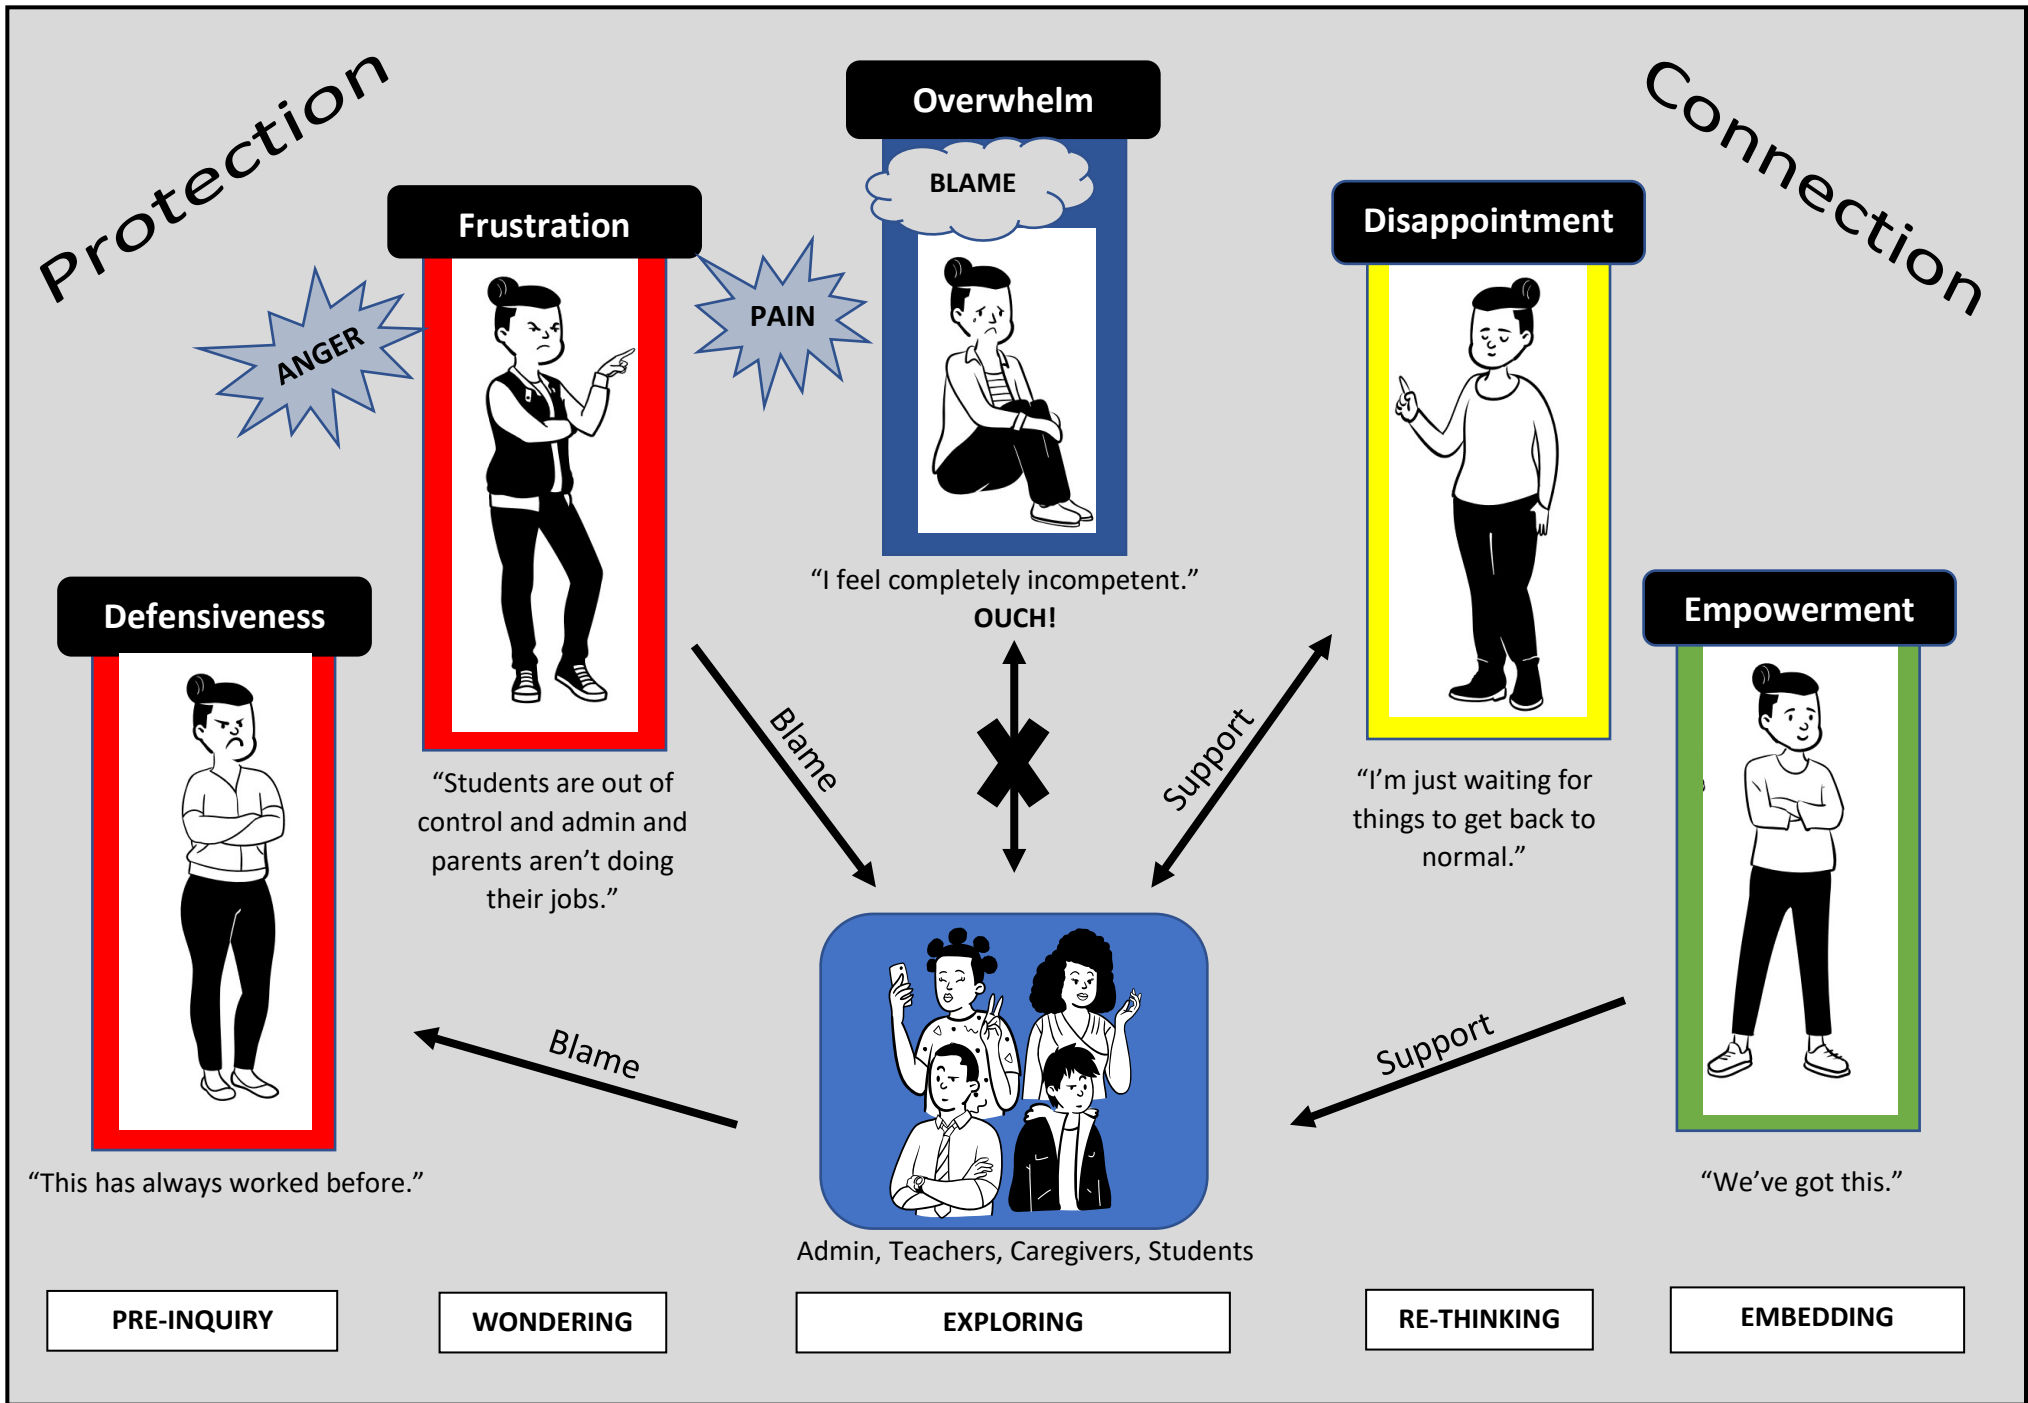 Protection
Connection
Overwhelm
BLAME
Frustration
Disappointment
ANGER
PAIN
"I feel completely incompetent."
OUCH!
Defensiveness
Empowerment
Blame
Support
"Students are out of
control and admin and
parents aren't doing
their jobs."
"I'm just waiting for
things to get back to
normal."
Blame
Support
"This has always worked before."
"We've got this."
Admin, Teachers, Caregivers, Students
PRE-INQUIRY
WONDERING
EXPLORING
RE-THINKING
EMBEDDING